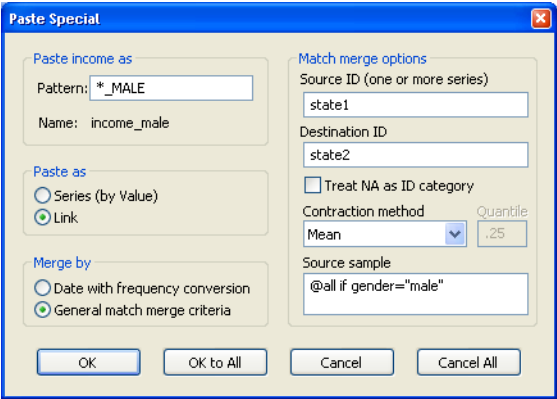 Paste Special
Paste income as
Pattern: *_MALE
Name: income_male
Paste as
Series (by Value)
Link
Merge by
Date with frequency conversion
General match merge criteria
Match merge options
Source ID (one or more series)
state1
Destination ID
state2
Treat NA as ID category
Contraction method Quantile
Mean .25
Source sample
@all if gender="male"
OK OK to All Cancel Cancel All